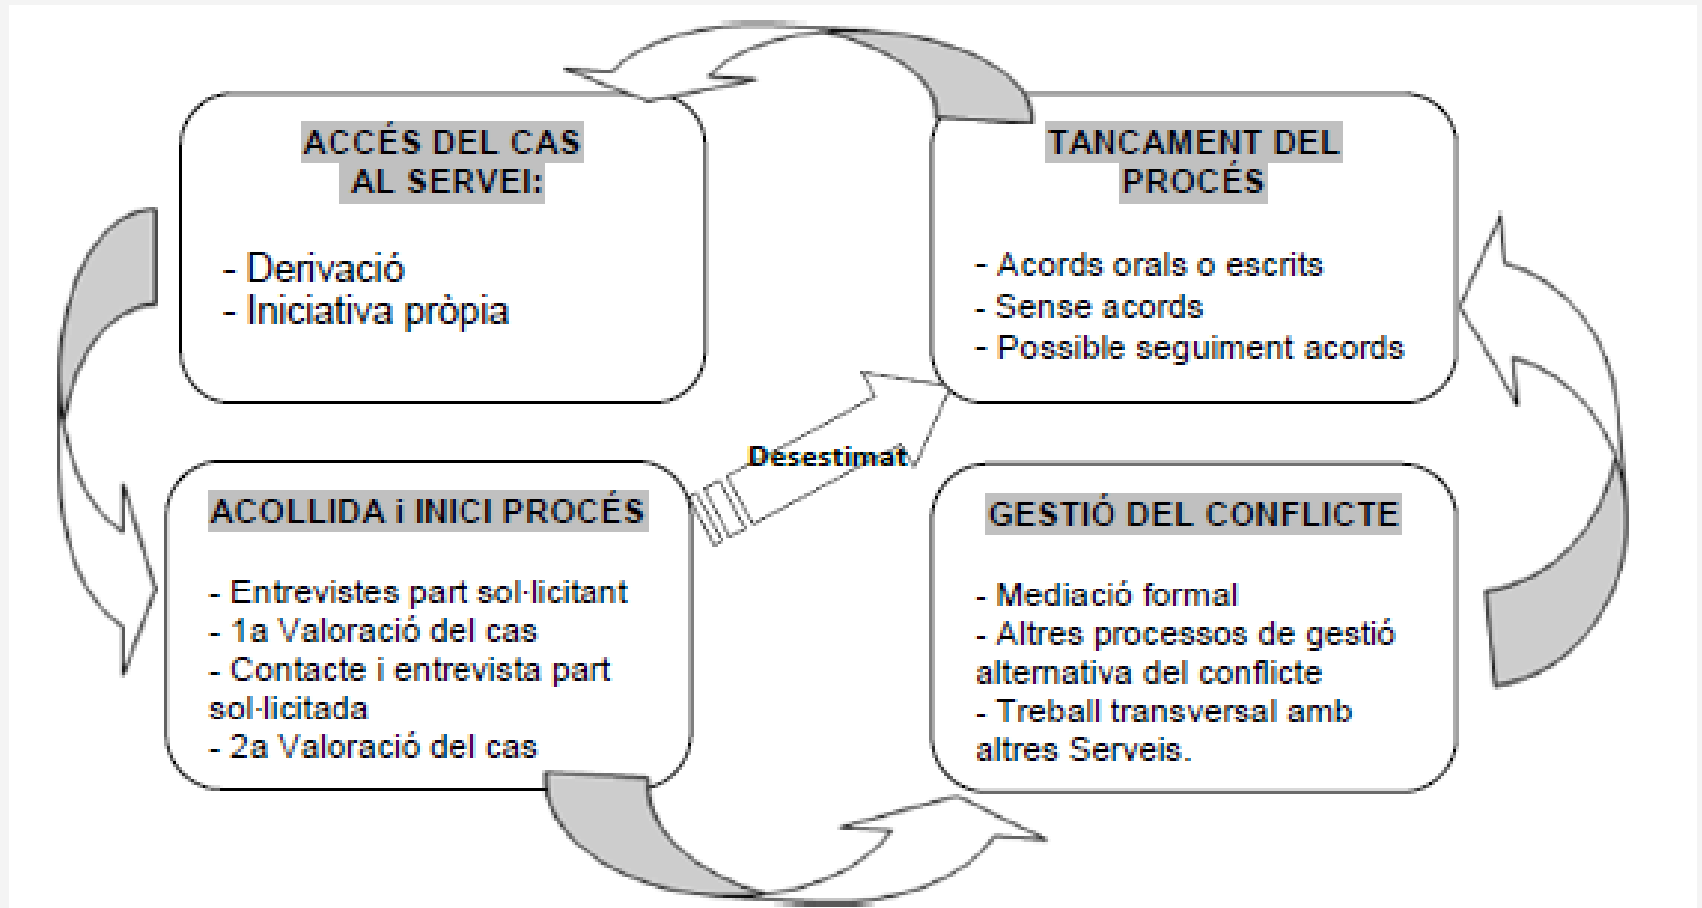 ACCÉS DEL CAS
AL SERVEI:
- Derivació
- Iniciativa pròpia
TANCAMENT DEL
PROCÉS
- Acords orals o escrits
- Sense acords
- Possible seguiment acords
Desestimat
ACOLLIDA i INICI PROCÉS
- Entrevistes part sol·licitant
- 1a Valoració del cas
- Contacte i entrevista part
sol·licitada
- 2a Valoració del cas
GESTIÓ DEL CONFLICTE
- Mediació formal
- Altres processos de gestió
alternativa del conflicte
- Treball transversal amb
altres Serveis.